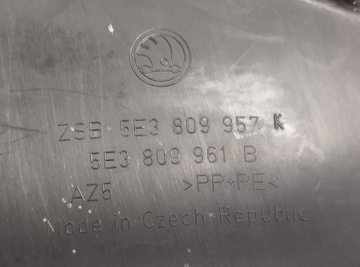 ZSB 5E3 809 957 K
5E3 809 961 B
AZ5 >PP+PE<
Made in Czech Republic